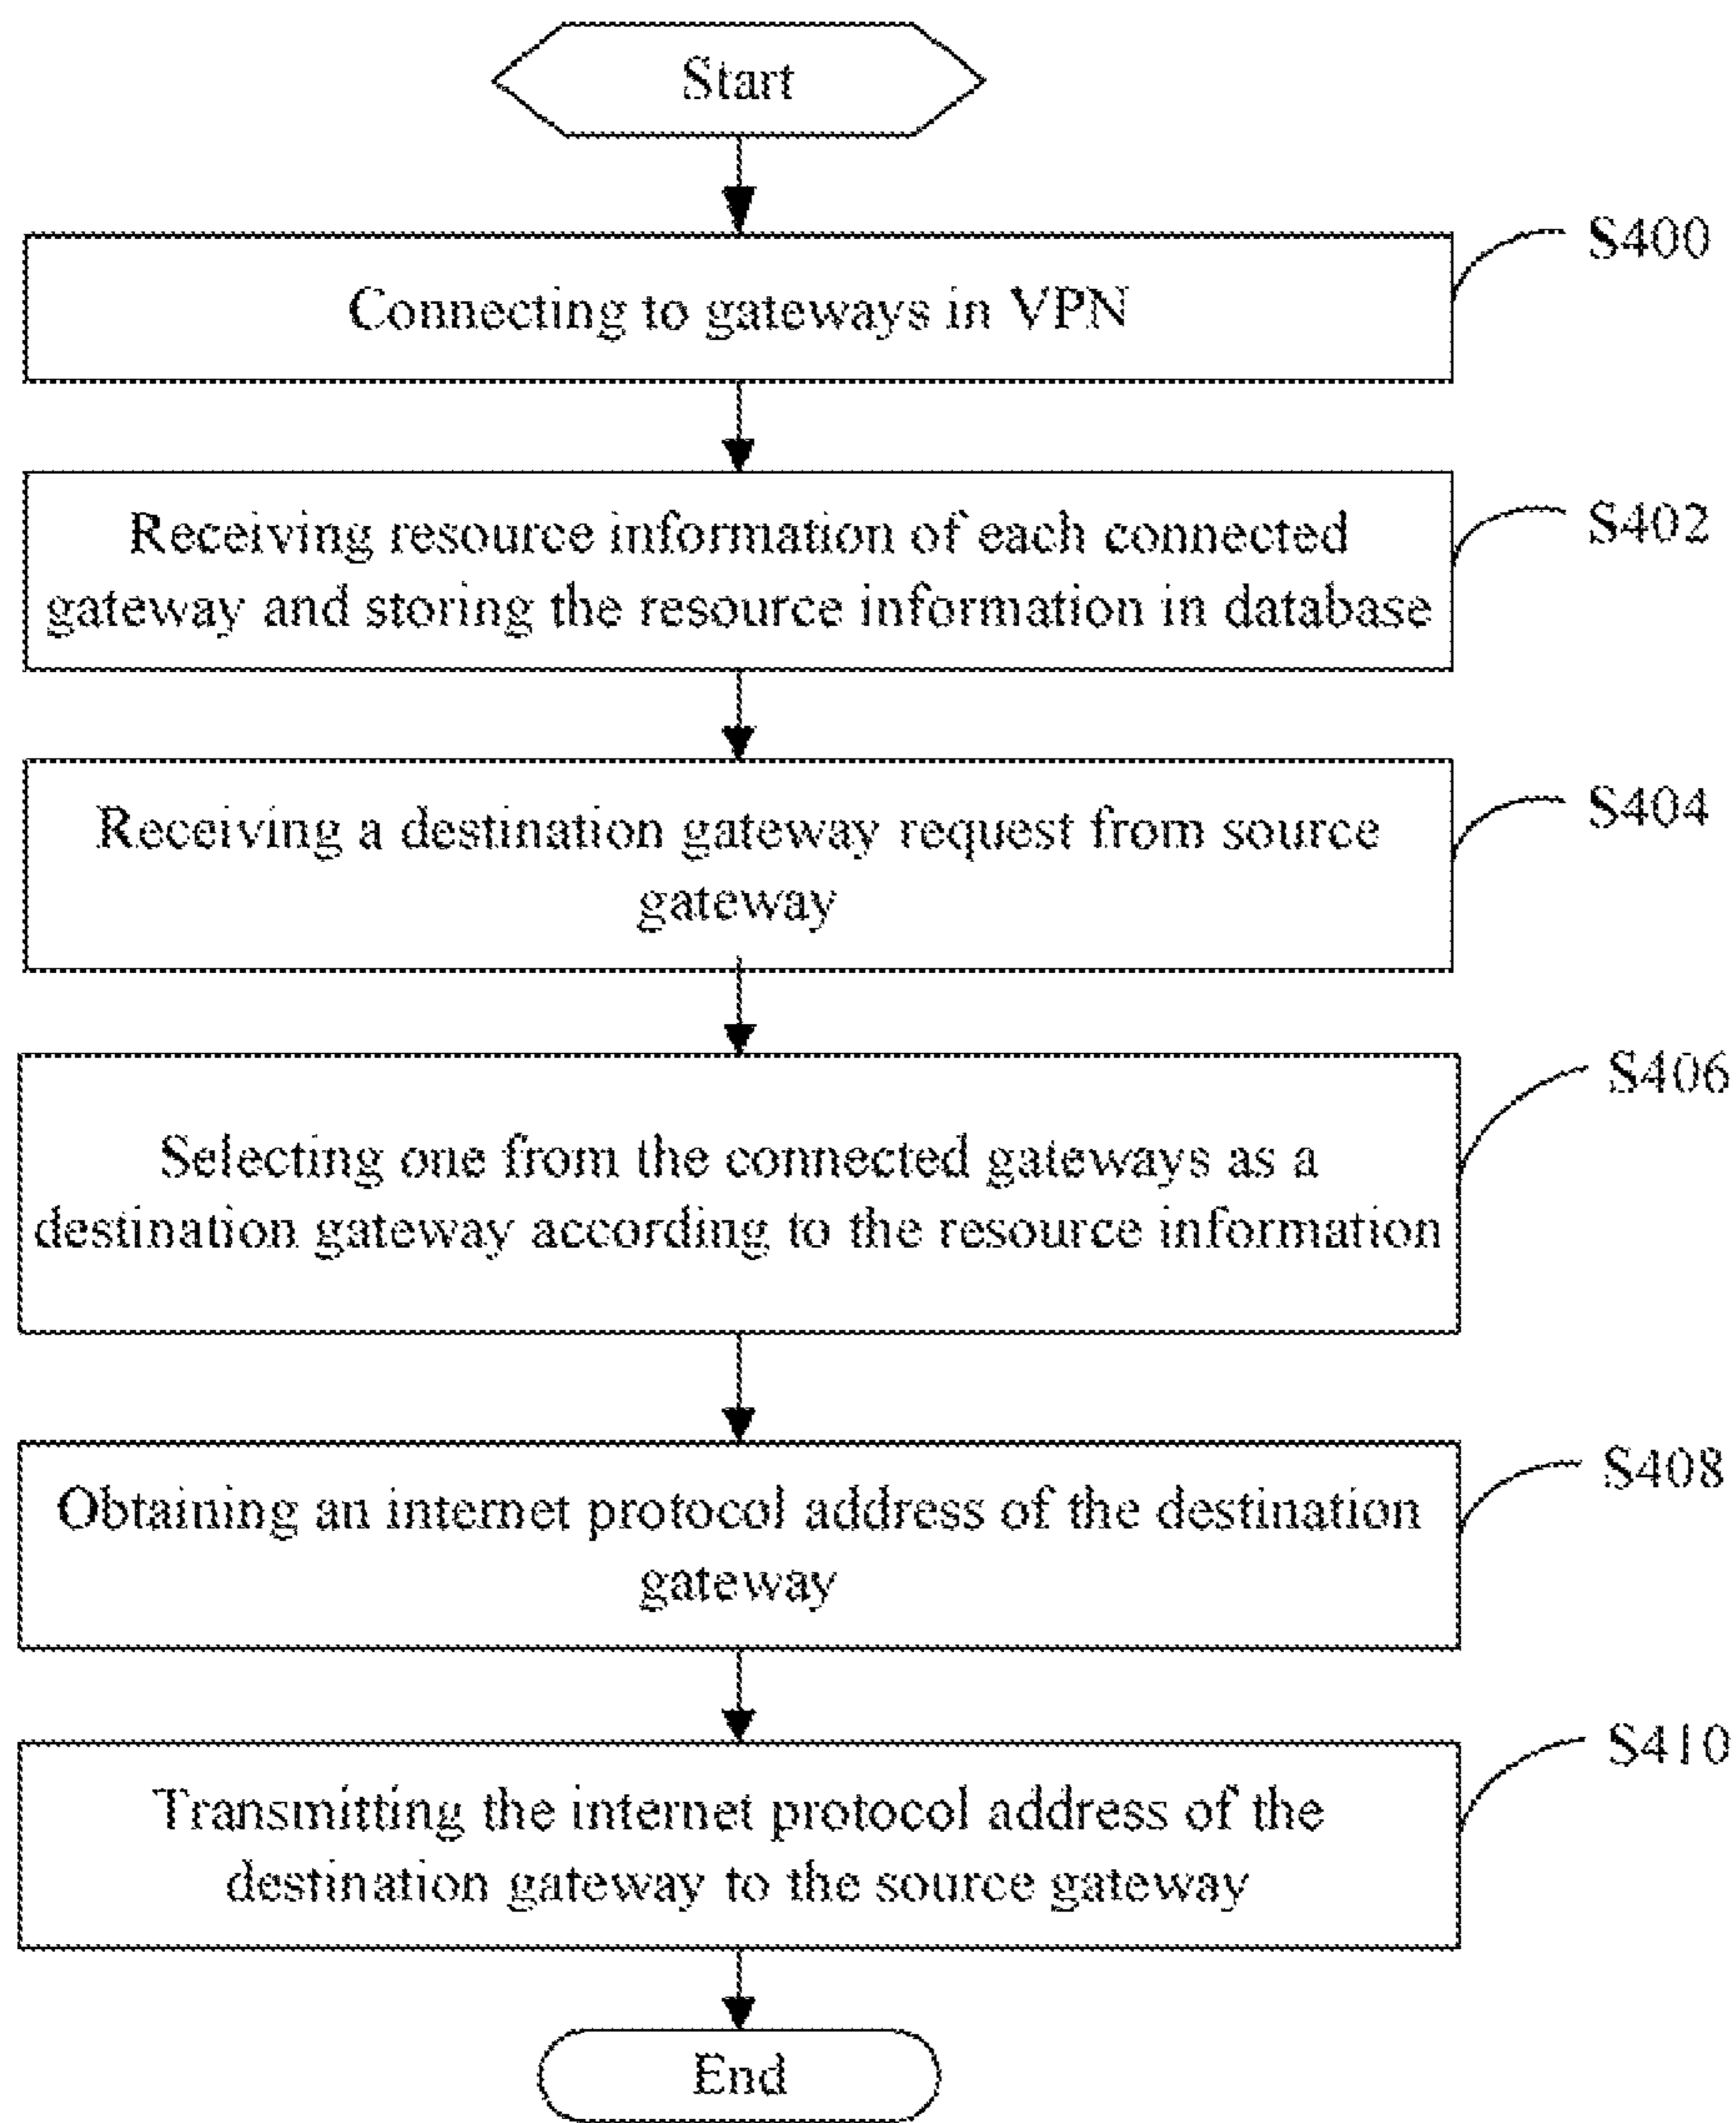 Start
S400
Connecting to gateways in VPN
S402
Receiving resource information of each connected
gateway and storing the resource information in database
S404
Receiving a destination gateway request from source
gateway
S406
Selecting one from the connected gateways as a
destination gateway according to the resource information
S408
Obtaining an internet protocol address of the destination
gateway
S410
Transmitting the internet protocol address of the
destination gateway to the source gateway
End